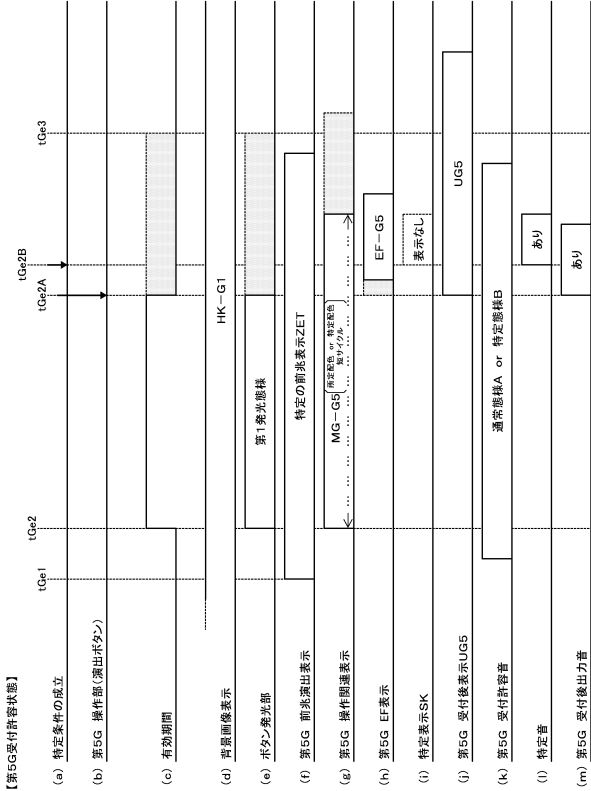 【第5G受付許容状態】
tGe1
tGe2
tGe2A
tGe2B
tGe3
(a) 特定条件の成立
(b) 第5G 操作部(演出ボタン)
(c) 有効期間
(d) 背景画像表示
HK－G1
(e) ボタン発光部
第1発光態様
(f) 第5G 前兆演出表示
特定の前兆表示ZET
(g) 第5G 操作関連表示
MG－G5
所定配色 or 特定配色
短サイクル
(h) 第5G EF表示
EF－G5
(i) 特定表示SK
表示なし
(j) 第5G 受付後表示UG5
UG5
(k) 第5G 受付許容音
通常態様A or 特定態様B
(l) 特定音
あり
(m) 第5G 受付後出力音
あり